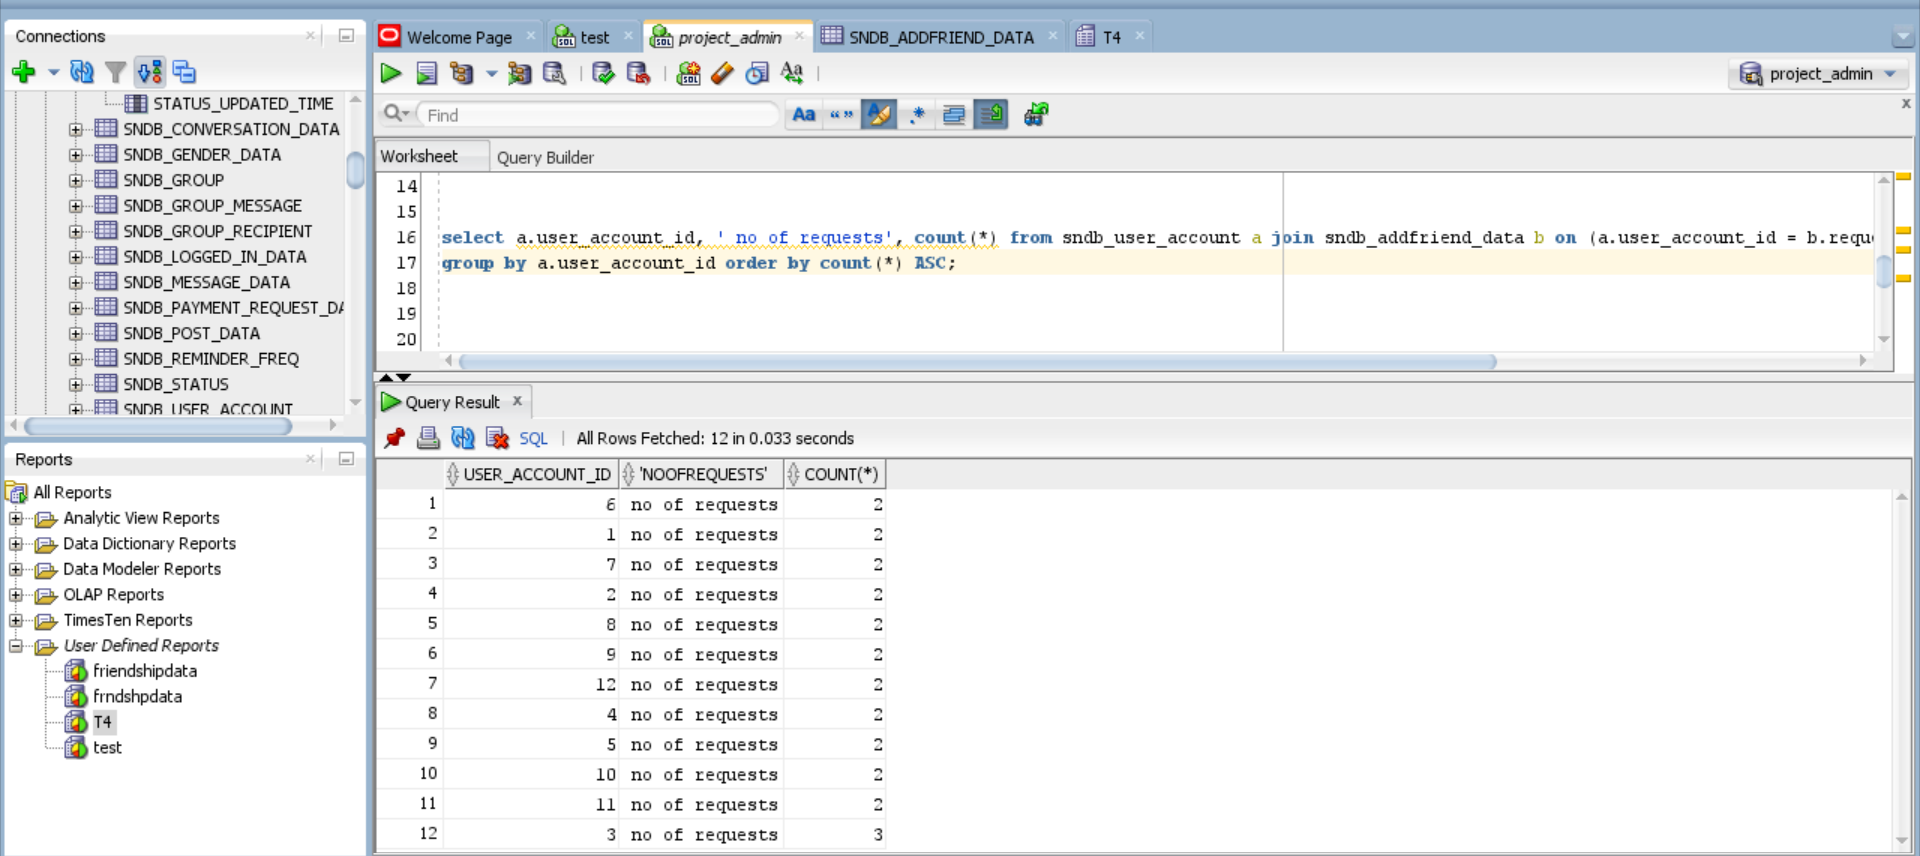 Connections
STATUS_UPDATED_TIME
SNDB_CONVERSATION_DATA
SNDB_GENDER_DATA
SNDB_GROUP
SNDB_GROUP_MESSAGE
SNDB_GROUP_RECIPIENT
SNDB_LOGGED_IN_DATA
SNDB_MESSAGE_DATA
SNDB_PAYMENT_REQUEST_DA
SNDB_POST_DATA
SNDB_REMINDER_FREQ
SNDB_STATUS
SNDB_USER_ACCOUNT
Reports
All Reports
Analytic View Reports
Data Dictionary Reports
Data Modeler Reports
OLAP Reports
TimesTen Reports
User Defined Reports
friendshipdata
frndshpdata
T4
test
Welcome Page test project_admin SNDB_ADDFRIEND_DATA T4
project_admin
Find
Worksheet Query Builder
14
15
16 select a.user_account_id, ' no of requests', count(*) from sndb_user_account a join sndb_addfriend_data b on (a.user_account_id = b.requ
17 group by a.user_account_id order by count(*) ASC;
18
19
20
Query Result
SQL | All Rows Fetched: 12 in 0.033 seconds
USER_ACCOUNT_ID 'NOOFREQUESTS' COUNT(*)
1 6 no of requests 2
2 1 no of requests 2
3 7 no of requests 2
4 2 no of requests 2
5 8 no of requests 2
6 9 no of requests 2
7 12 no of requests 2
8 4 no of requests 2
9 5 no of requests 2
10 10 no of requests 2
11 11 no of requests 2
12 3 no of requests 3